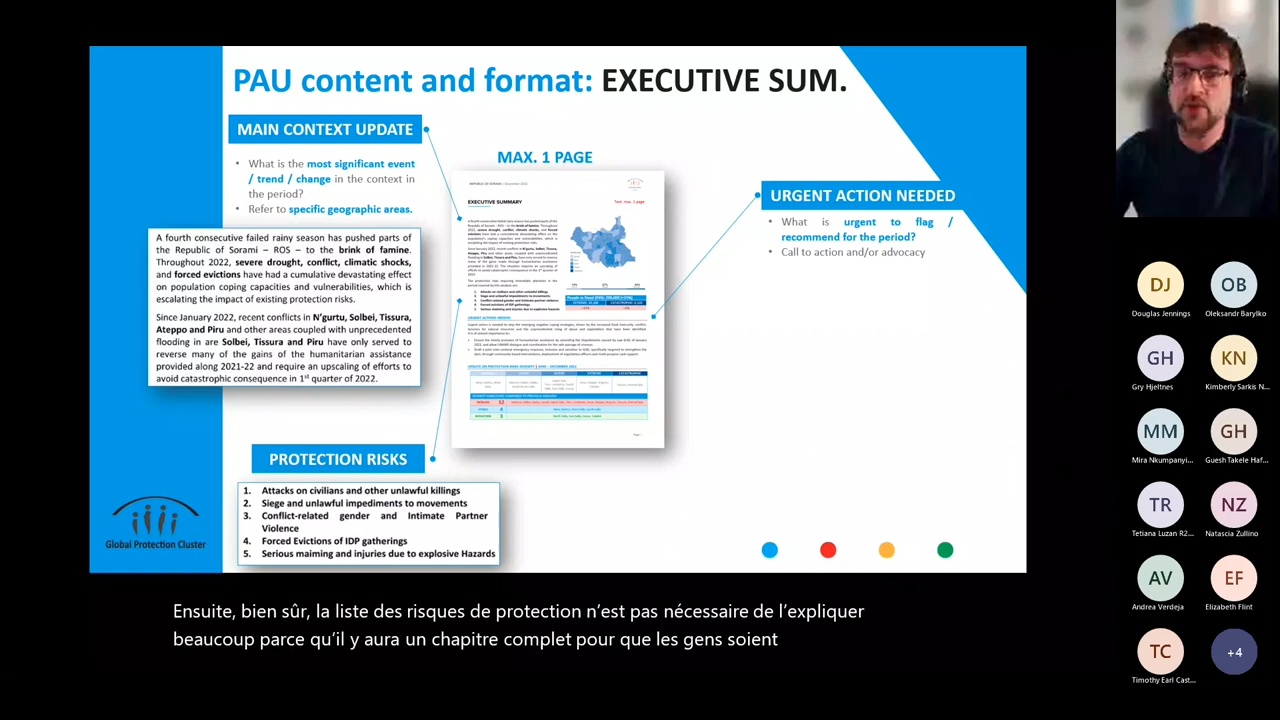 PAU content and format: EXECUTIVE SUM.
MAIN CONTEXT UPDATE
• What is the most significant event
/ trend / change in the context in
the period?
• Refer to specific geographic areas.
A fourth consecutive failed rainy season has pushed parts of
the Republic of Sorami – ROS – to the brink of famine.
Throughout 2022, severe drought, conflict, climatic shocks,
and forced evictions have had a cumulative devastating effect
on population coping capacities and vulnerabilities, which is
escalating the impact of existing protection risks.
Since January 2022, recent conflicts in N'gurtu, Solbei, Tissura,
Ateppo and Piru and other areas coupled with unprecedented
flooding in are Solbei, Tissura and Piru have only served to
reverse many of the gains of the humanitarian assistance
provided along 2021-22 and require an upscaling of efforts to
avoid catastrophic consequence in 1st quarter of 2022.
PROTECTION RISKS
1. Attacks on civilians and other unlawful killings
2. Siege and unlawful impediments to movements
3. Conflict-related gender and Intimate Partner
Violence
4. Forced Evictions of IDP gatherings
5. Serious maiming and injuries due to explosive Hazards
MAX. 1 PAGE
EXECUTIVE SUMMARY
URGENT ACTION NEEDED
• What is urgent to flag /
recommend for the period?
• Call to action and/or advocacy
Global Protection Cluster
Ensuite, bien sûr, la liste des risques de protection n'est pas nécessaire de l'expliquer
beaucoup parce qu'il y aura un chapitre complet pour que les gens soient
DJ
Douglas Jennings
OB
Oleksandr Barylko
GH
Gry Hjeltnes
KN
Kimberly Sarkis N...
MM
Mira Nkumpanyi...
GH
Guesh Takele Haf...
TR
Tetiana Luzan R2...
NZ
Natascia Zullino
AV
Andrea Verdeja
EF
Elizabeth Flint
TC
Timothy Earl Cast...
+4